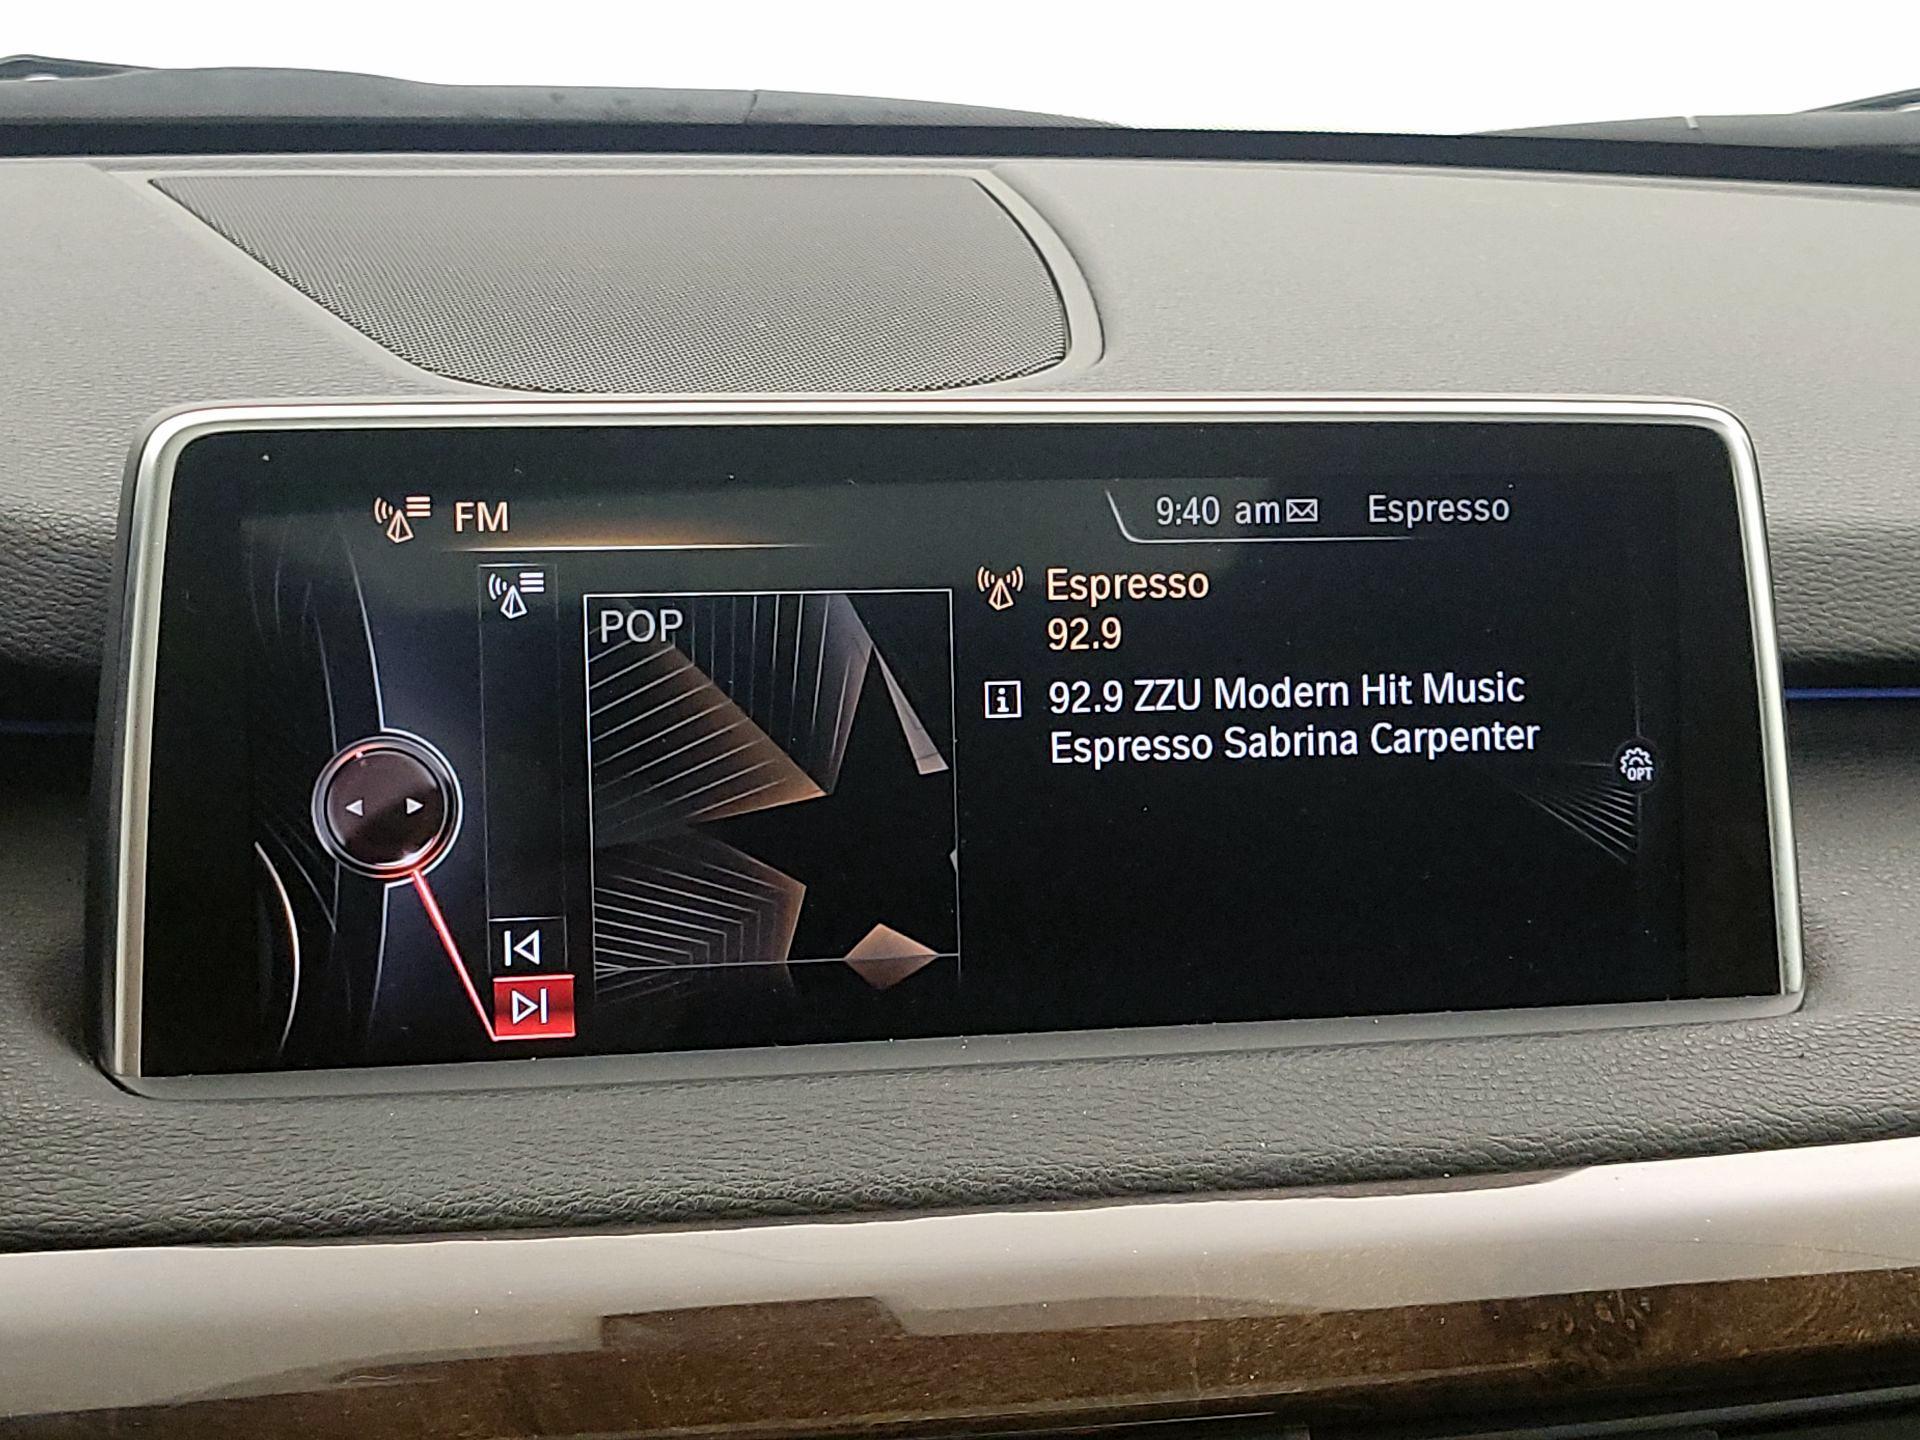 FM
9:40 am
Espresso
POP
Espresso
92.9
92.9 ZZU Modern Hit Music
Espresso Sabrina Carpenter
OPT